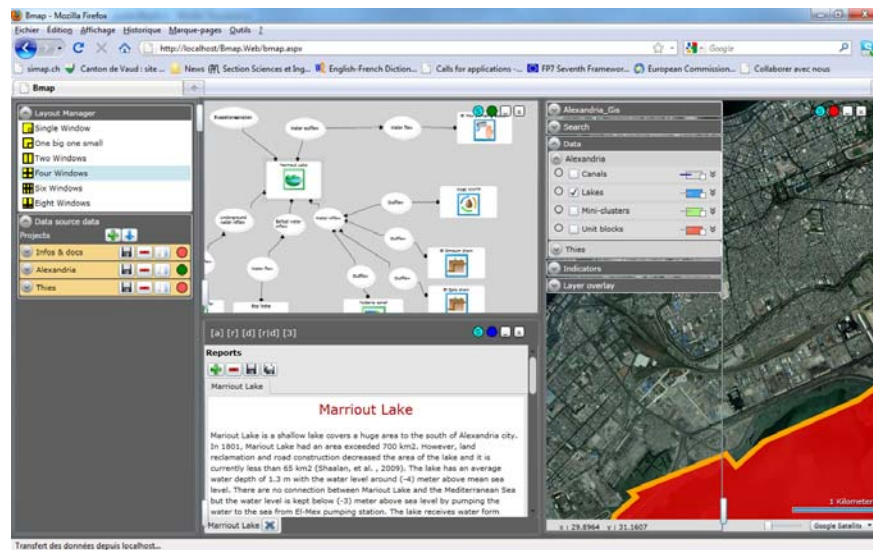 Bmap - Mozilla Firefox
Fichier Édition Affichage Historique Marque-pages Outils ?
http://localhost/Bmap.Web/bmap.aspx
Google
simap.ch Canton de Vaud : site ... News Section Sciences et Ing... English-French Diction... Calls for applications -... FP7 Seventh Framewor... European Commission... Collaborer avec nous
Bmap
Layout Manager
Single Window
One big one small
Two Windows
Four Windows
Six Windows
Eight Windows
Data source data
Projects
Infos & docs
Alexandria
Thies
Water outflow
Water flow
Marriout Lake
Underground water inflow
Water inflow
Outflow
Outflow
Water flow
Outflow
Outflow
[a] [r] [d] [r|d] [3]
Reports
Marriout Lake
Marriout Lake
Mariout Lake is a shallow lake covers a huge area to the south of Alexandria city.
In 1801, Mariout Lake had an area exceeded 700 km2. However, land
reclamation and road construction decreased the area of the lake and it is
currently less than 65 km2 (Shaalan, et al. , 2009). The lake has an average
water depth of 1.3 m with the water level around (-4) meter above mean sea
level. There are no connection between Mariout Lake and the Mediterranean Sea
but the water level is kept below (-3) meter above sea level by pumping the
water to the sea from El-Mex pumping station. The lake receives water form
Marriout Lake
Alexandria_Gis
Search
Data
Alexandria
Canals
Lakes
Mini-clusters
Unit blocks
Thies
Indicators
Layer overlay
1 Kilometer
x : 29.8964 y : 31.1607
Google Satellite
Transfert des données depuis localhost...